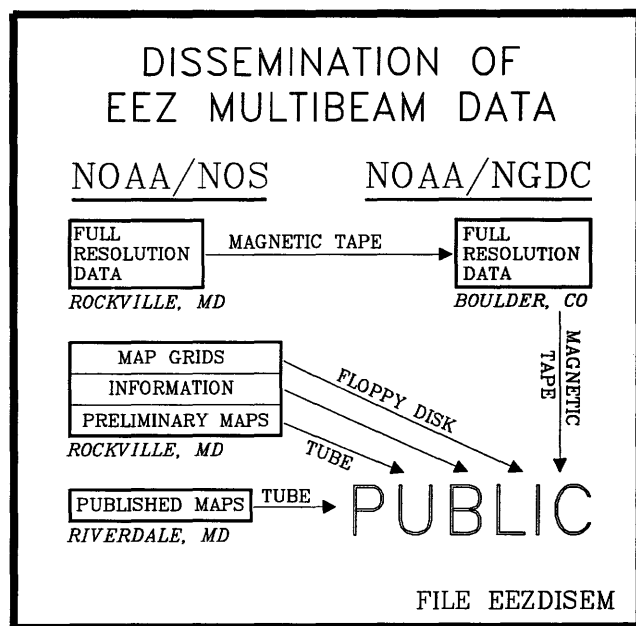 DISSEMINATION OF
EEZ MULTIBEAM DATA
NOAA/NOS
NOAA/NGDC
FULL
RESOLUTION
DATA
ROCKVILLE, MD
MAGNETIC TAPE
FULL
RESOLUTION
DATA
BOULDER, CO
MAGNETIC
TAPE
MAP GRIDS
INFORMATION
PRELIMINARY MAPS
ROCKVILLE, MD
FLOPPY DISK
TUBE
PUBLISHED MAPS
RIVERDALE, MD
TUBE
PUBLIC
FILE EEZDISEM